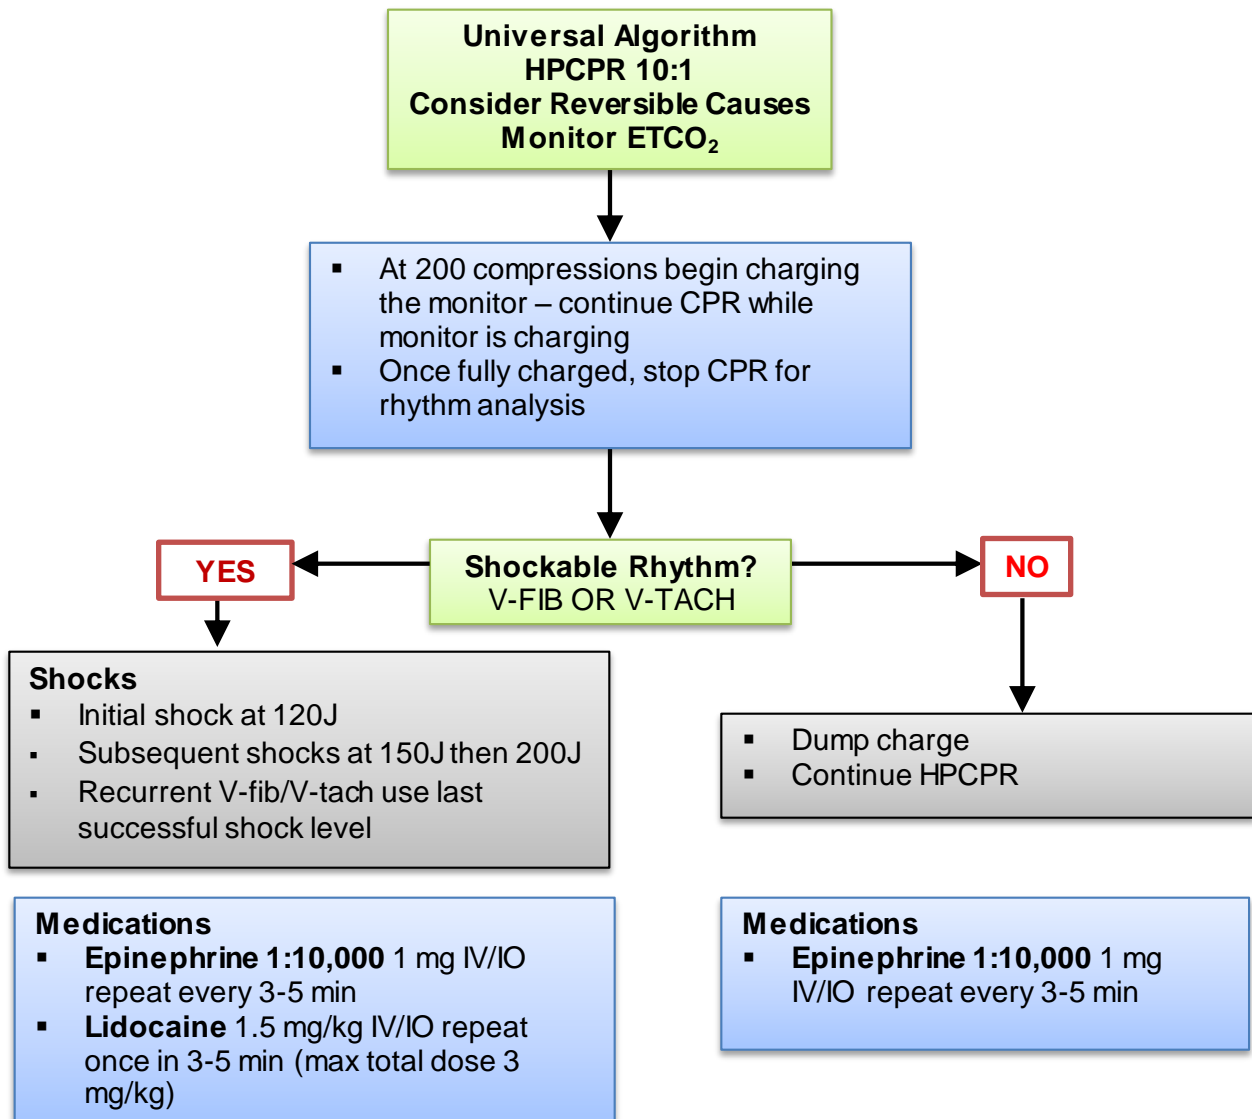 Universal Algorithm
HPCPR 10:1
Consider Reversible Causes
Monitor ETCO₂
▪ At 200 compressions begin charging
the monitor – continue CPR while
monitor is charging
▪ Once fully charged, stop CPR for
rhythm analysis
YES
Shockable Rhythm?
V-FIB OR V-TACH
NO
Shocks
▪ Initial shock at 120J
▪ Subsequent shocks at 150J then 200J
▪ Recurrent V-fib/V-tach use last
successful shock level
▪ Dump charge
▪ Continue HPCPR
Medications
▪ Epinephrine 1:10,000 1 mg IV/IO
repeat every 3-5 min
▪ Lidocaine 1.5 mg/kg IV/IO repeat
once in 3-5 min (max total dose 3
mg/kg)
Medications
▪ Epinephrine 1:10,000 1 mg
IV/IO repeat every 3-5 min